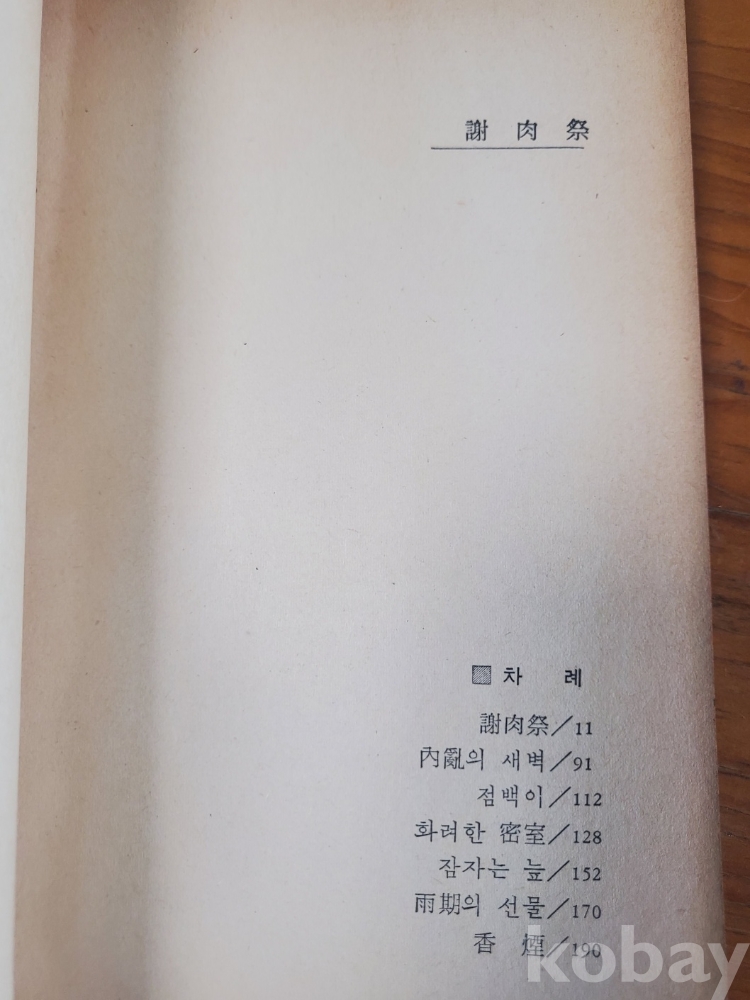 謝肉祭
차례
謝肉祭/11
內亂의 새벽/91
점백이/112
화려한 密室/128
잠자는 늪/152
雨期의 선물/170
香煙/190
kobay